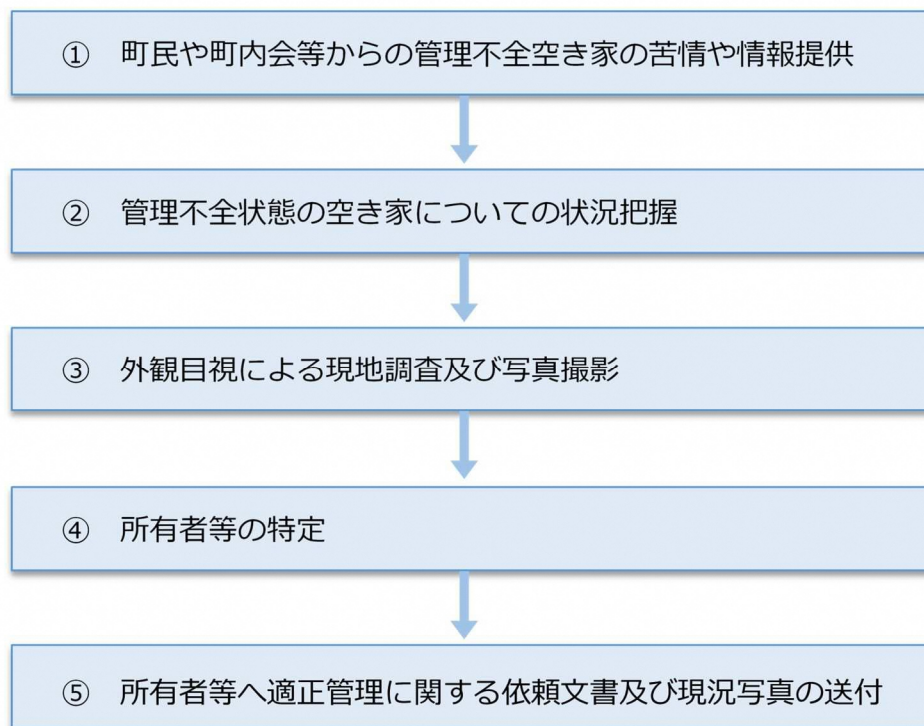 ① 町民や町内会等からの管理不全空き家の苦情や情報提供
② 管理不全状態の空き家についての状況把握
③ 外観目視による現地調査及び写真撮影
④ 所有者等の特定
⑤ 所有者等へ適正管理に関する依頼文書及び現況写真の送付